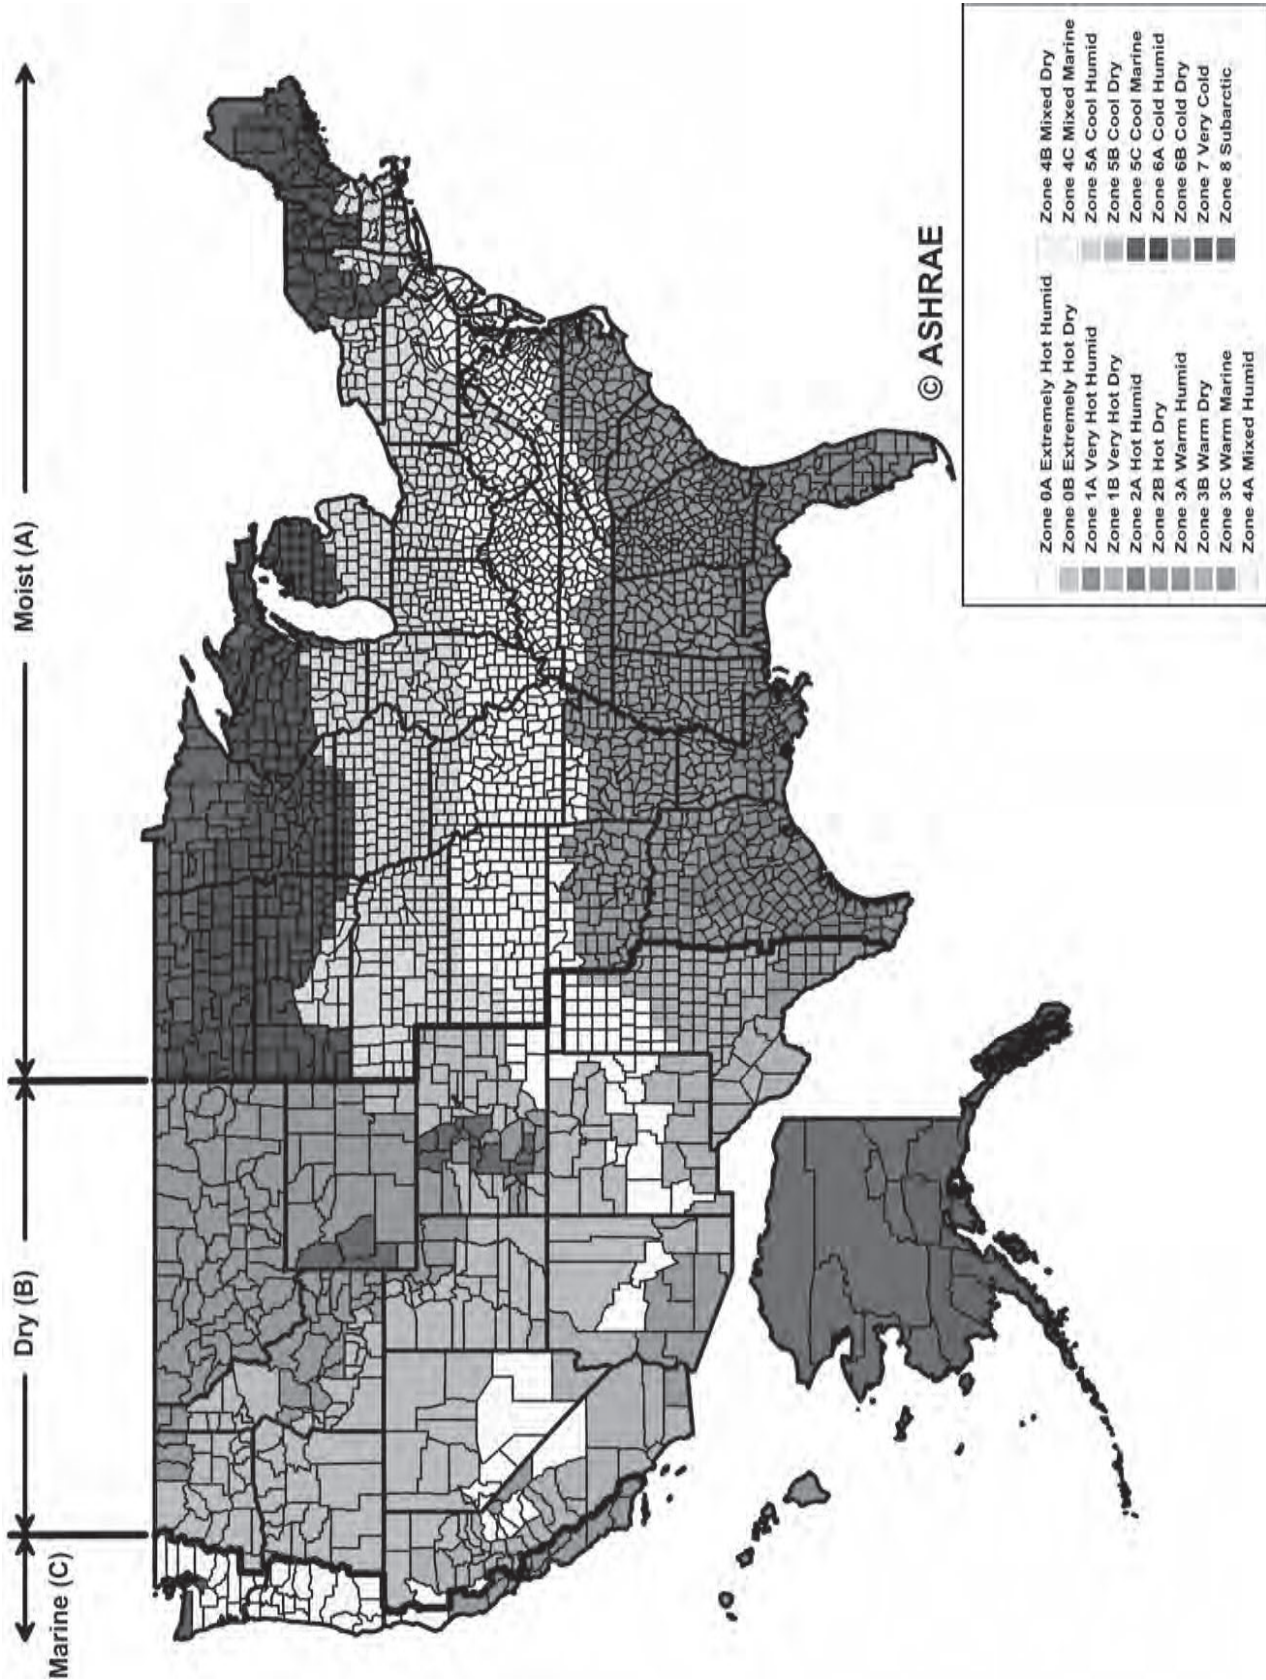 Marine (C)
Dry (B)
Moist (A)
© ASHRAE
Zone 0A Extremely Hot Humid
Zone 0B Extremely Hot Dry
Zone 1A Very Hot Humid
Zone 1B Very Hot Dry
Zone 2A Hot Humid
Zone 2B Hot Dry
Zone 3A Warm Humid
Zone 3B Warm Dry
Zone 3C Warm Marine
Zone 4A Mixed Humid
Zone 4B Mixed Dry
Zone 4C Mixed Marine
Zone 5A Cool Humid
Zone 5B Cool Dry
Zone 5C Cool Marine
Zone 6A Cold Humid
Zone 6B Cold Dry
Zone 7 Very Cold
Zone 8 Subarctic